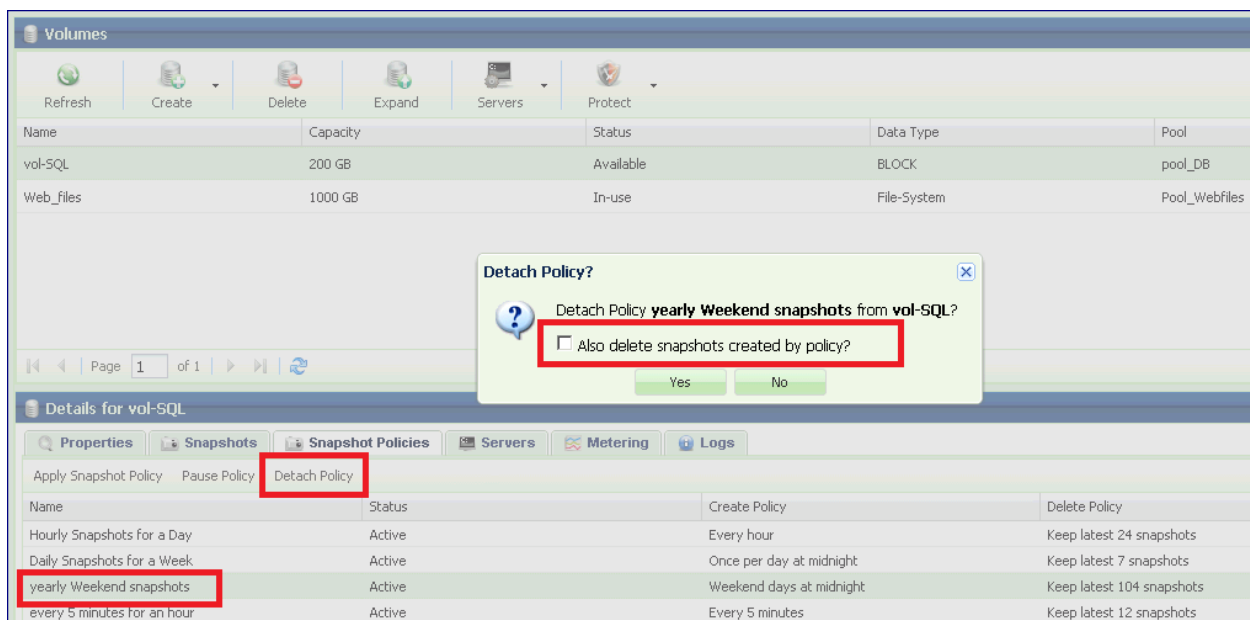 Volumes
Refresh Create Delete Expand Servers Protect
Name Capacity Status Data Type Pool
vol-SQL 200 GB Available BLOCK pool_DB
Web_files 1000 GB In-use File-System Pool_Webfiles
Detach Policy?
Detach Policy yearly Weekend snapshots from vol-SQL?
Also delete snapshots created by policy?
Yes No
Page 1 of 1
Details for vol-SQL
Properties Snapshots Snapshot Policies Servers Metering Logs
Apply Snapshot Policy Pause Policy Detach Policy
Name Status Create Policy Delete Policy
Hourly Snapshots for a Day Active Every hour Keep latest 24 snapshots
Daily Snapshots for a Week Active Once per day at midnight Keep latest 7 snapshots
yearly Weekend snapshots Active Weekend days at midnight Keep latest 104 snapshots
every 5 minutes for an hour Active Every 5 minutes Keep latest 12 snapshots